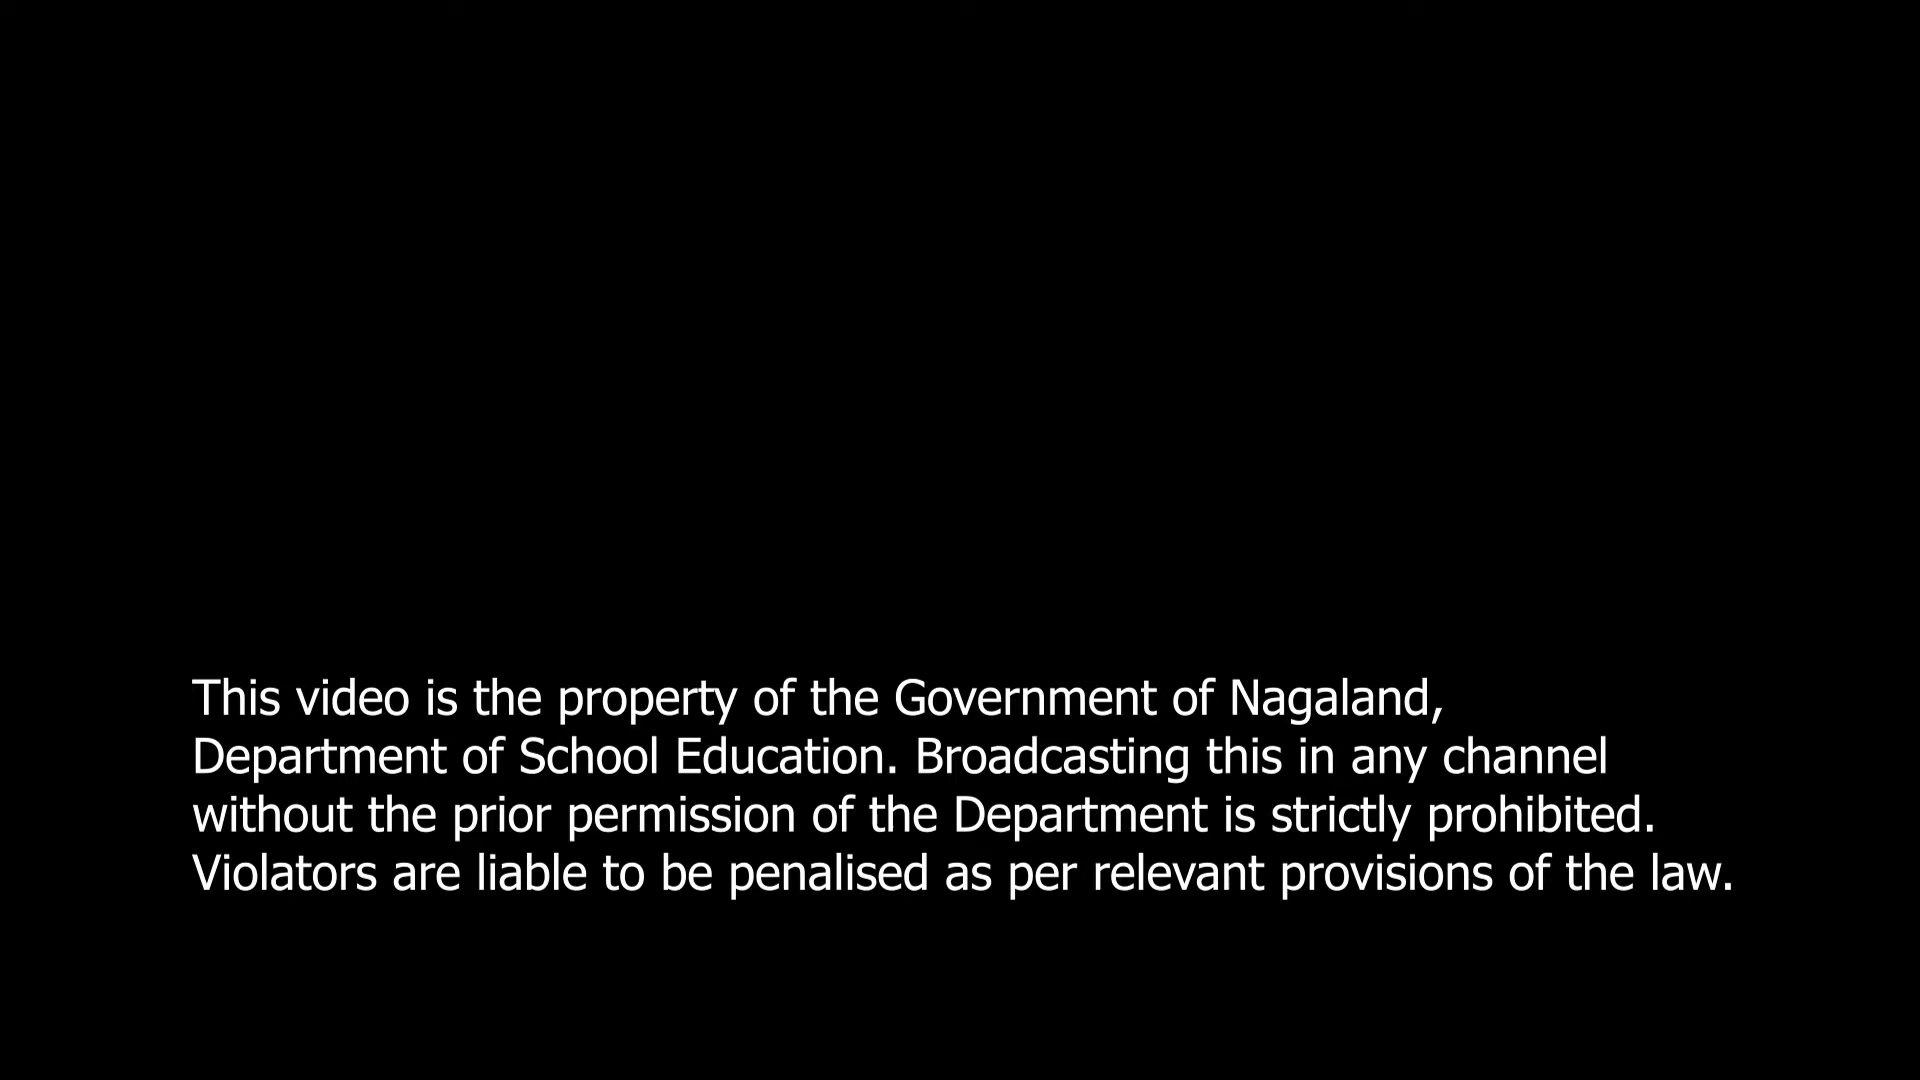 This video is the property of the Government of Nagaland,
Department of School Education. Broadcasting this in any channel
without the prior permission of the Department is strictly prohibited.
Violators are liable to be penalised as per relevant provisions of the law.